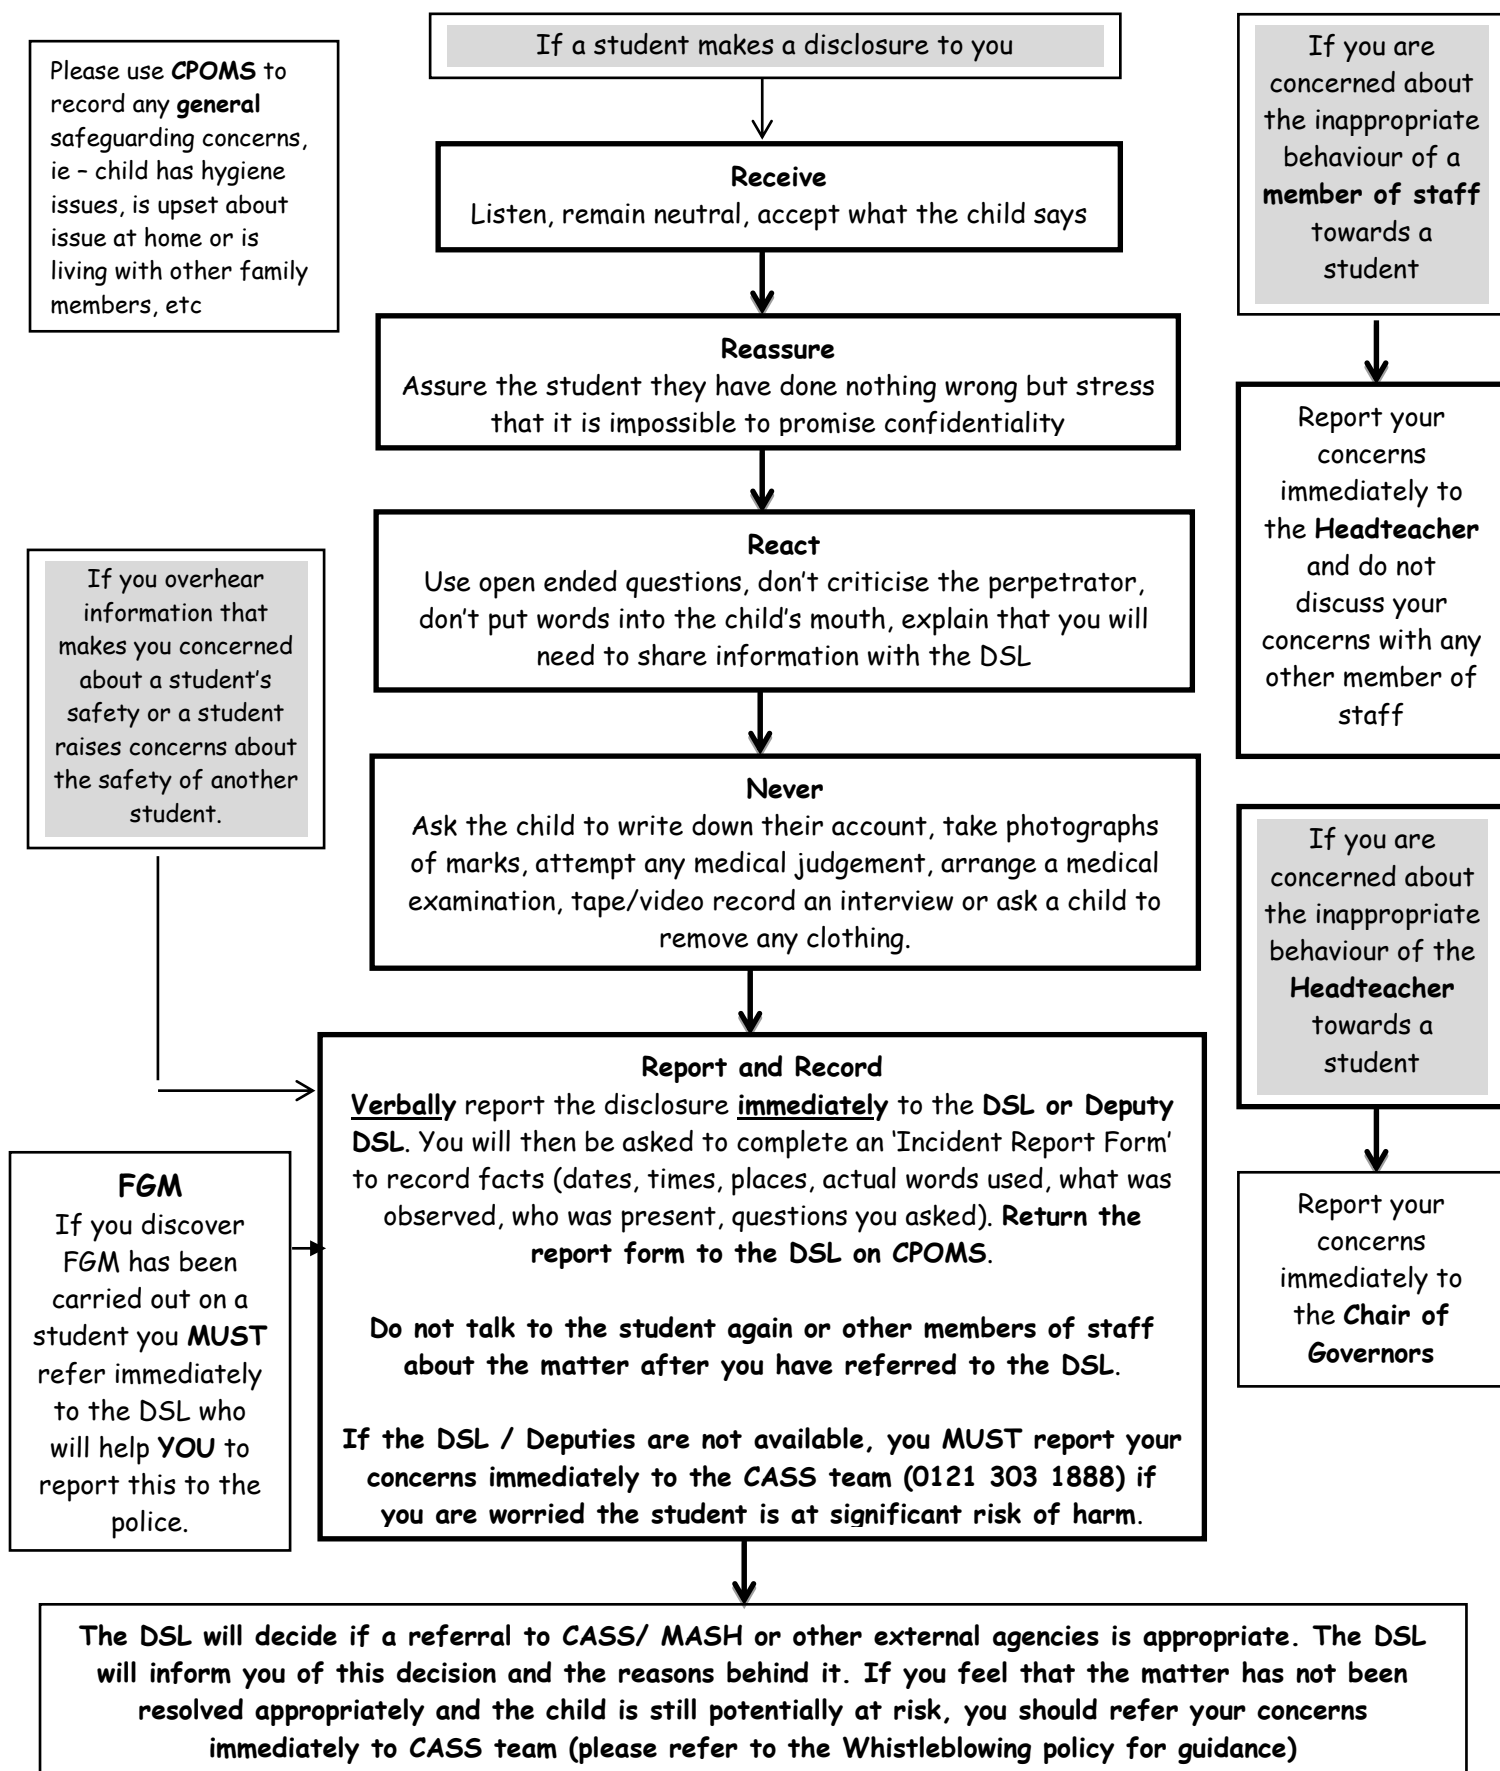 If a student makes a disclosure to you
Please use CPOMS to
record any general
safeguarding concerns,
ie – child has hygiene
issues, is upset about
issue at home or is
living with other family
members, etc
Receive
Listen, remain neutral, accept what the child says
Reassure
Assure the student they have done nothing wrong but stress
that it is impossible to promise confidentiality
React
Use open ended questions, don't criticise the perpetrator,
don't put words into the child's mouth, explain that you will
need to share information with the DSL
If you overhear
information that
makes you concerned
about a student's
safety or a student
raises concerns about
the safety of another
student.
Never
Ask the child to write down their account, take photographs
of marks, attempt any medical judgement, arrange a medical
examination, tape/video record an interview or ask a child to
remove any clothing.
Report and Record
Verbally report the disclosure immediately to the DSL or Deputy
DSL. You will then be asked to complete an 'Incident Report Form'
to record facts (dates, times, places, actual words used, what was
observed, who was present, questions you asked). Return the
report form to the DSL on CPOMS.
Do not talk to the student again or other members of staff
about the matter after you have referred to the DSL.
If the DSL / Deputies are not available, you MUST report your
concerns immediately to the CASS team (0121 303 1888) if
you are worried the student is at significant risk of harm.
FGM
If you discover
FGM has been
carried out on a
student you MUST
refer immediately
to the DSL who
will help YOU to
report this to the
police.
If you are
concerned about
the inappropriate
behaviour of a
member of staff
towards a
student
Report your
concerns
immediately to
the Headteacher
and do not
discuss your
concerns with any
other member of
staff
If you are
concerned about
the inappropriate
behaviour of the
Headteacher
towards a
student
Report your
concerns
immediately to
the Chair of
Governors
The DSL will decide if a referral to CASS/ MASH or other external agencies is appropriate. The DSL
will inform you of this decision and the reasons behind it. If you feel that the matter has not been
resolved appropriately and the child is still potentially at risk, you should refer your concerns
immediately to CASS team (please refer to the Whistleblowing policy for guidance)